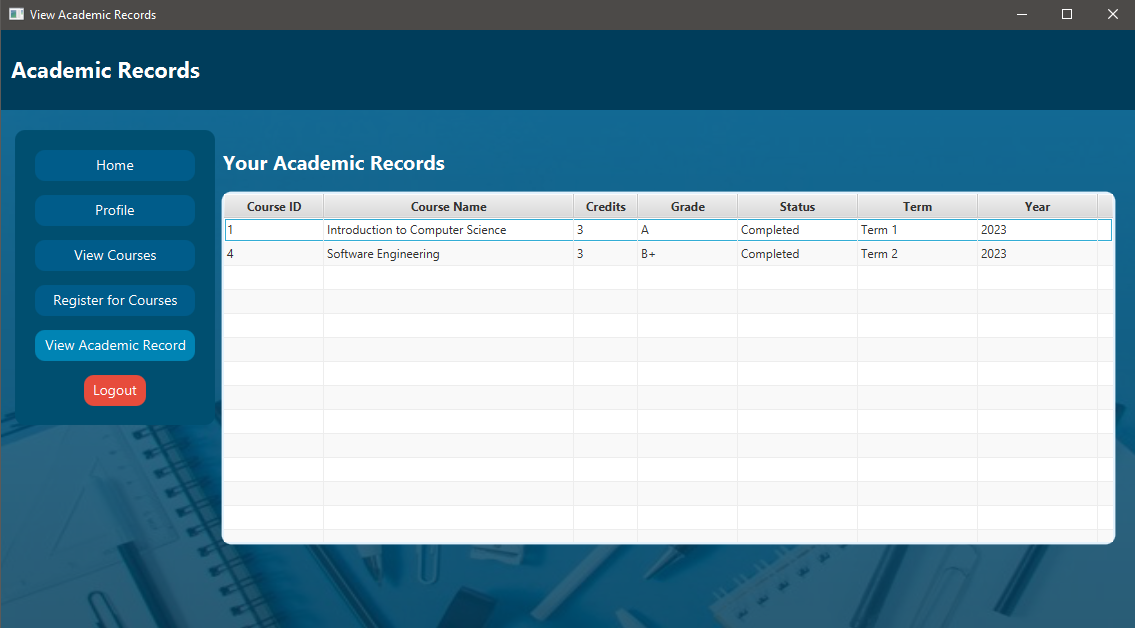 View Academic Records
Academic Records
Home
Profile
View Courses
Register for Courses
View Academic Record
Logout
Your Academic Records
Course ID Course Name Credits Grade Status Term Year
1 Introduction to Computer Science 3 A Completed Term 1 2023
4 Software Engineering 3 B+ Completed Term 2 2023